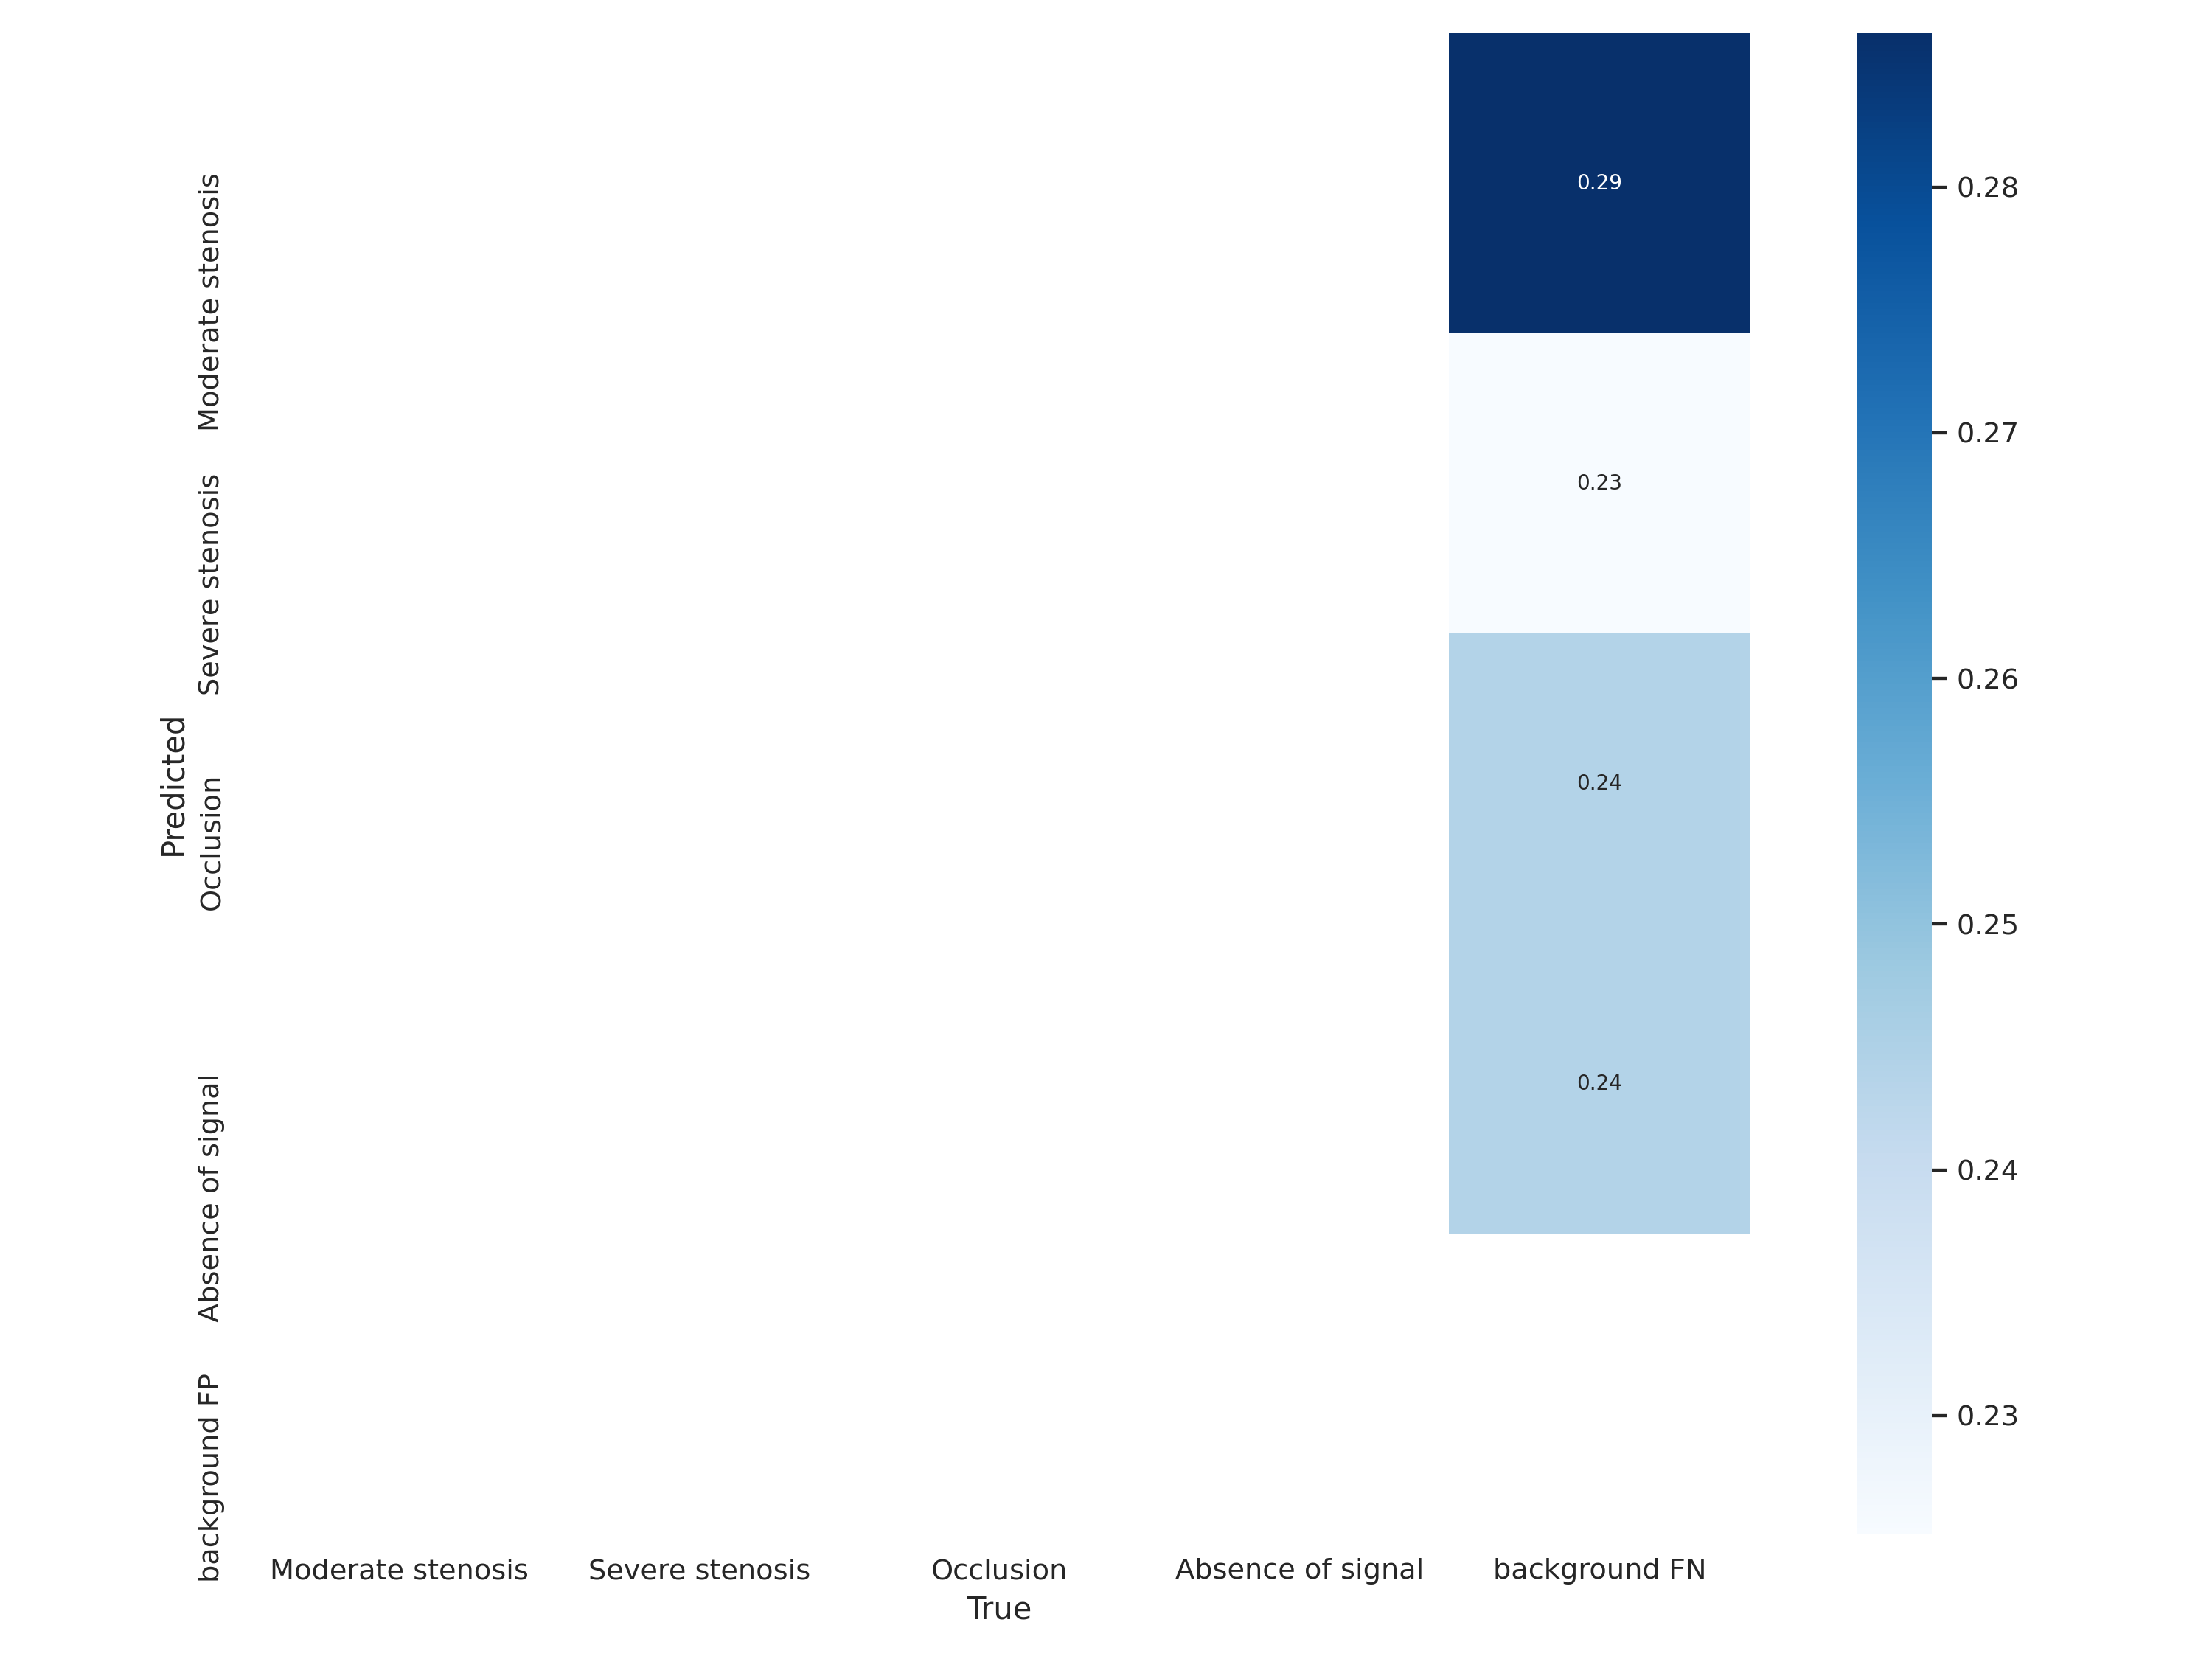 Predicted
Moderate stenosis
Severe stenosis
Occlusion
Absence of signal
background FP
0.29
0.23
0.24
0.24
0.28
0.27
0.26
0.25
0.24
0.23
Moderate stenosis
Severe stenosis
Occlusion
Absence of signal
background FN
True